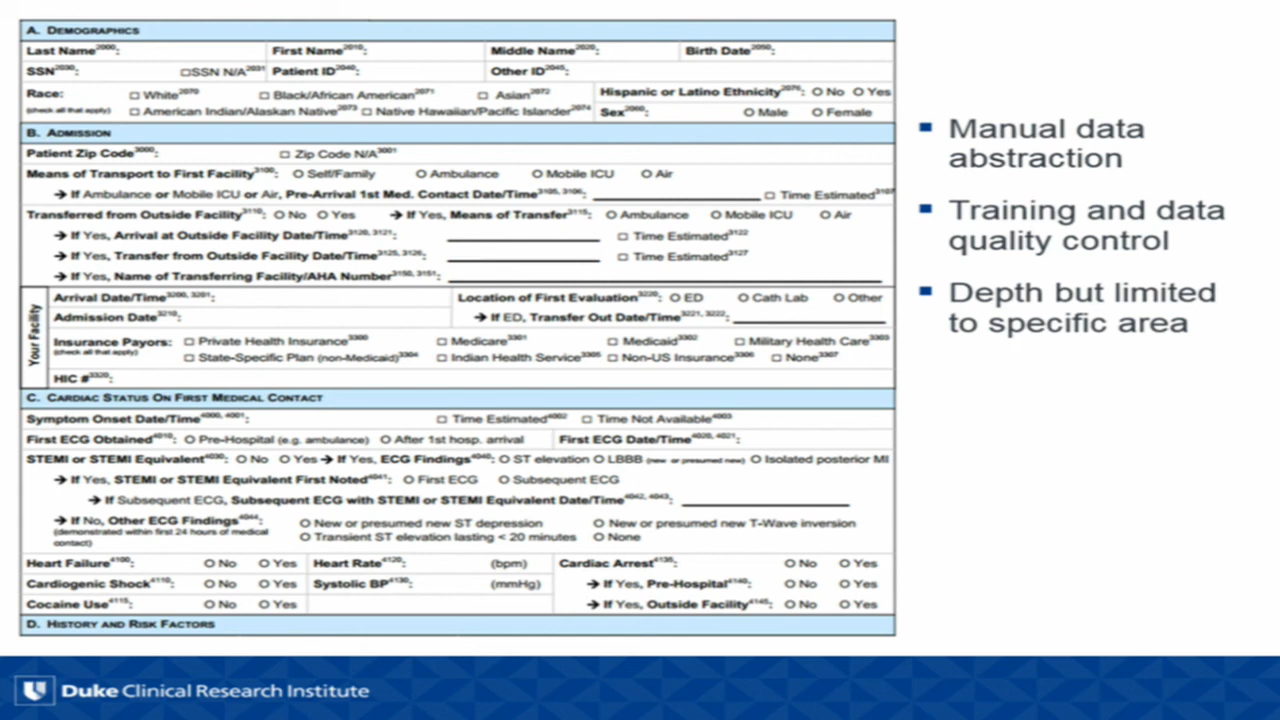 A. DEMOGRAPHICS
Last Name2000: First Name2010: Middle Name2020: Birth Date2050:
SSN2030: □SSN N/A2031 Patient ID2040: Other ID2045:
Race: □ White2070 □ Black/African American2071 □ Asian2072 Hispanic or Latino Ethnicity2076: O No O Yes
(check all that apply) □ American Indian/Alaskan Native2073 □ Native Hawaiian/Pacific Islander2074 Sex2060: O Male O Female
B. ADMISSION
Patient Zip Code3000: □ Zip Code N/A3001
Means of Transport to First Facility3100: O Self/Family O Ambulance O Mobile ICU O Air
→ If Ambulance or Mobile ICU or Air, Pre-Arrival 1st Med. Contact Date/Time3105, 3106: □ Time Estimated3107
Transferred from Outside Facility3110: O No O Yes → If Yes, Means of Transfer3115: O Ambulance O Mobile ICU O Air
→ If Yes, Arrival at Outside Facility Date/Time3120, 3121: □ Time Estimated3122
→ If Yes, Transfer from Outside Facility Date/Time3125, 3126: □ Time Estimated3127
→ If Yes, Name of Transferring Facility/AHA Number3150, 3151:
Your Facility
Arrival Date/Time3200, 3201: Location of First Evaluation3220: O ED O Cath Lab O Other
Admission Date3210: → If ED, Transfer Out Date/Time3221, 3222:
Insurance Payors: □ Private Health Insurance3300 □ Medicare3301 □ Medicaid3302 □ Military Health Care3303
(check all that apply) □ State-Specific Plan (non-Medicaid)3304 □ Indian Health Service3305 □ Non-US Insurance3306 □ None3307
HIC #3320:
C. CARDIAC STATUS ON FIRST MEDICAL CONTACT
Symptom Onset Date/Time4000, 4001: □ Time Estimated4002 □ Time Not Available4003
First ECG Obtained4010: O Pre-Hospital (e.g. ambulance) O After 1st hosp. arrival First ECG Date/Time4020, 4021:
STEMI or STEMI Equivalent4030: O No O Yes → If Yes, ECG Findings4040: O ST elevation O LBBB (new or presumed new) O Isolated posterior MI
→ If Yes, STEMI or STEMI Equivalent First Noted4041: O First ECG O Subsequent ECG
→ If Subsequent ECG, Subsequent ECG with STEMI or STEMI Equivalent Date/Time4042, 4043:
→ If No, Other ECG Findings4044: O New or presumed new ST depression O New or presumed new T-Wave inversion
(demonstrated within first 24 hours of medical contact) O Transient ST elevation lasting < 20 minutes O None
Heart Failure4100: O No O Yes Heart Rate4120: (bpm) Cardiac Arrest4135: O No O Yes
Cardiogenic Shock4110: O No O Yes Systolic BP4130: (mmHg) → If Yes, Pre-Hospital4140: O No O Yes
Cocaine Use4115: O No O Yes → If Yes, Outside Facility4145: O No O Yes
D. HISTORY AND RISK FACTORS
▪ Manual data
abstraction
▪ Training and data
quality control
▪ Depth but limited
to specific area
Duke Clinical Research Institute